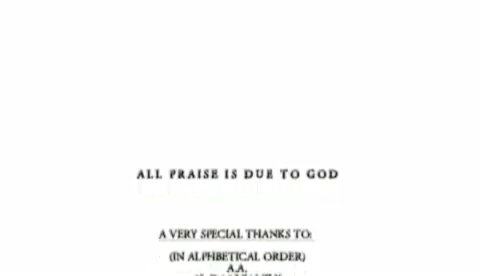 ALL PRAISE IS DUE TO GOD
A VERY SPECIAL THANKS TO:
(IN ALPHBETICAL ORDER)
A.A.